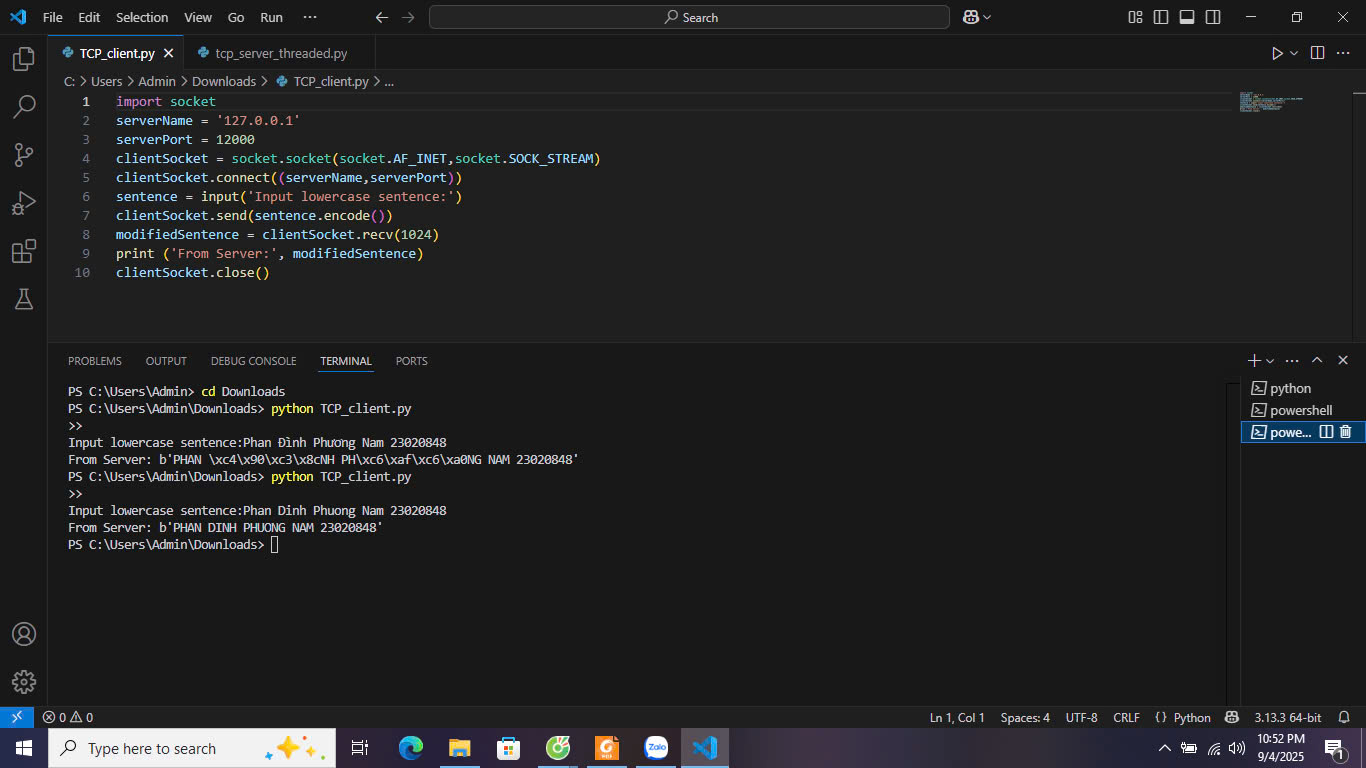 File Edit Selection View Go Run ··· Search
TCP_client.py tcp_server_threaded.py
C: > Users > Admin > Downloads > TCP_client.py > ...
1 import socket
2 serverName = '127.0.0.1'
3 serverPort = 12000
4 clientSocket = socket.socket(socket.AF_INET,socket.SOCK_STREAM)
5 clientSocket.connect((serverName,serverPort))
6 sentence = input('Input lowercase sentence:')
7 clientSocket.send(sentence.encode())
8 modifiedSentence = clientSocket.recv(1024)
9 print ('From Server:', modifiedSentence)
10 clientSocket.close()
PROBLEMS OUTPUT DEBUG CONSOLE TERMINAL PORTS
PS C:\Users\Admin> cd Downloads
PS C:\Users\Admin\Downloads> python TCP_client.py
>>
Input lowercase sentence:Phan Đình Phương Nam 23020848
From Server: b'PHAN \xc4\x90\xc3\x8cNH PH\xc6\xaf\xc6\xa0NG NAM 23020848'
PS C:\Users\Admin\Downloads> python TCP_client.py
>>
Input lowercase sentence:Phan Dinh Phuong Nam 23020848
From Server: b'PHAN DINH PHUONG NAM 23020848'
PS C:\Users\Admin\Downloads>
python
powershell
powe...
0 0 Ln 1, Col 1 Spaces: 4 UTF-8 CRLF {} Python 3.13.3 64-bit
Type here to search
PDF
Zalo
10:52 PM
9/4/2025
1